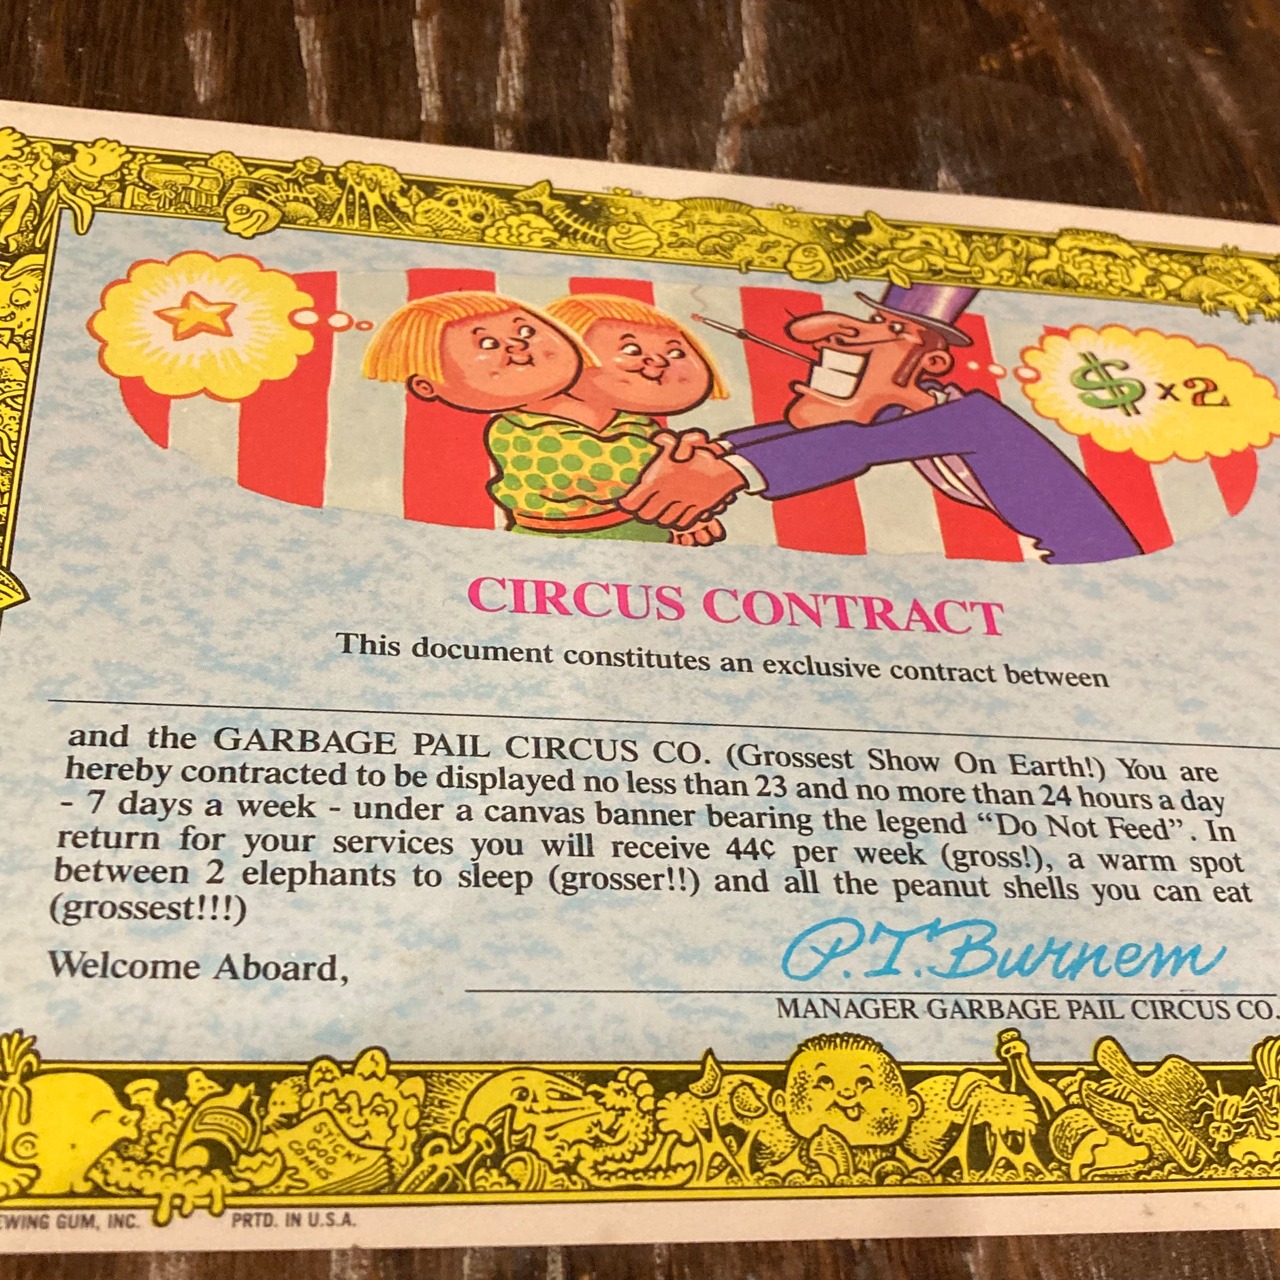 $ x2
CIRCUS CONTRACT
This document constitutes an exclusive contract between
and the GARBAGE PAIL CIRCUS CO. (Grossest Show On Earth!) You are
hereby contracted to be displayed no less than 23 and no more than 24 hours a day
- 7 days a week - under a canvas banner bearing the legend “Do Not Feed”. In
return for your services you will receive 44¢ per week (gross!), a warm spot
between 2 elephants to sleep (grosser!!) and all the peanut shells you can eat
(grossest!!!)
Welcome Aboard,
P.T. Burnem
MANAGER GARBAGE PAIL CIRCUS CO.
STICKY
GOO
COMIC
EWING GUM, INC. PRTD. IN U.S.A.